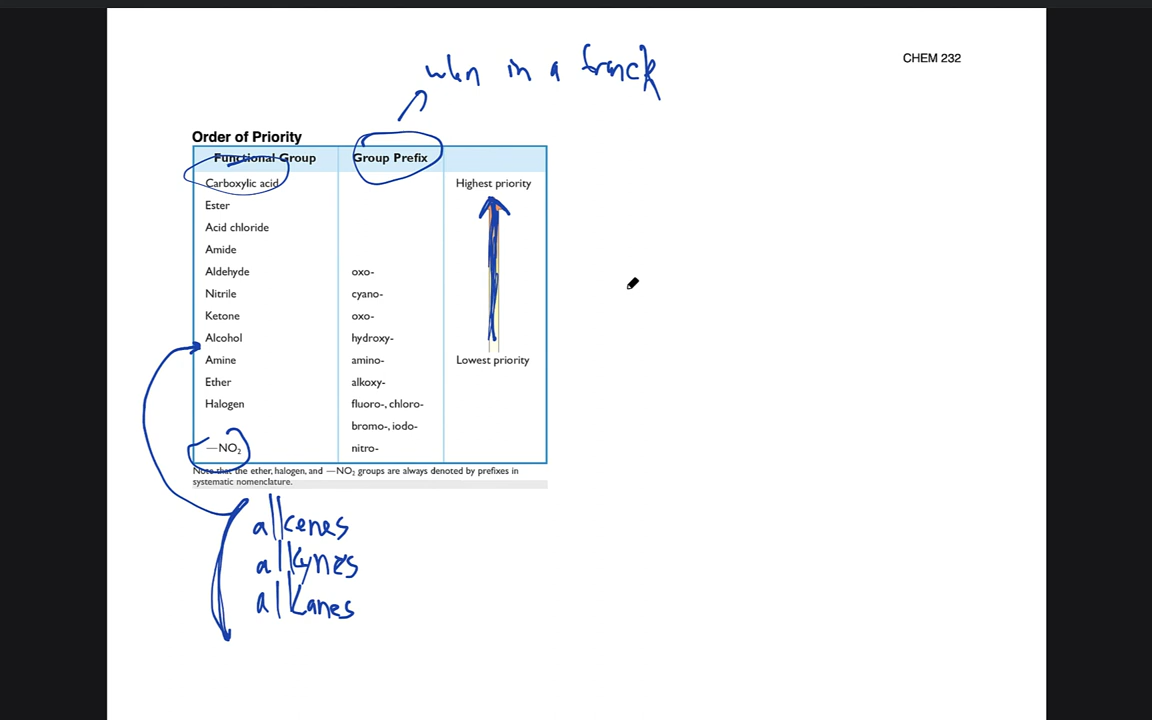 when in a
CHEM 232
Order of Priority
Functional Group Group Prefix
Carboxylic acid Highest priority
Ester
Acid chloride
Amide
Aldehyde oxo-
Nitrile cyano-
Ketone oxo-
Alcohol hydroxy-
Amine amino- Lowest priority
Ether alkoxy-
Halogen fluoro-, chloro-
bromo-, iodo-
—NO₂ nitro-
Note that the ether, halogen, and —NO₂ groups are always denoted by prefixes in
systematic nomenclature.
alkenes
alkynes
alkanes